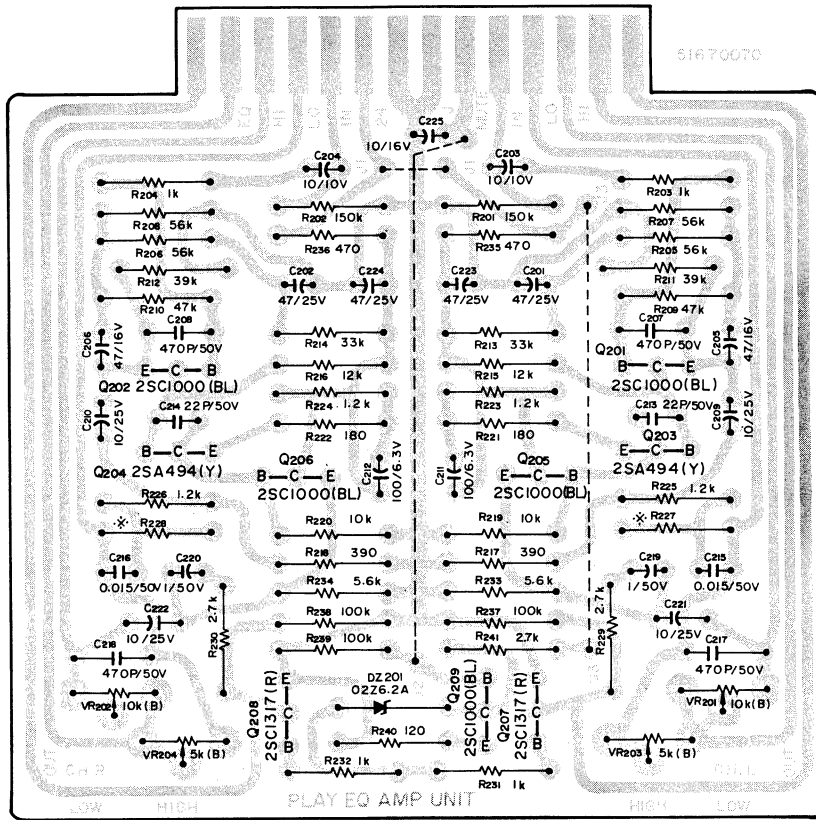 51670070
EQ HI LO IN 24 MUTE IN LO HI
C225
10/16V
C204
10/10V
C203
10/10V
R204 1k
R202 150k
R201 150k
R203 1k
R208 56k
R236 470
R235 470
R207 56k
R206 56k
R205 56k
R212 39k
C202
47/25V
C224
47/25V
C223
47/25V
C201
47/25V
R211 39k
R210 47k
R209 47k
C206
47/16V
C208
470P/50V
R214 33k
R213 33k
C207
470P/50V
C205
47/16V
Q202 E C B
2SC1000(BL)
R216 12k
R215 12k
Q201
B C E
2SC1000(BL)
C210
10/25V
C214 22P/50V
R224 1.2k
R223 1.2k
C213 22P/50V
C209
10/25V
R222 180
R221 180
B C E
Q204 2SA494(Y)
Q206
B C E
2SC1000(BL)
C212
100/6.3V
C211
100/6.3V
Q205
E C B
2SC1000(BL)
Q203
E C B
2SA494(Y)
R226 1.2k
R225 1.2k
※
R228
R220 10k
R219 10k
※
R227
C216
0.015/50V
C220
1/50V
R218 390
R217 390
C219
1/50V
C215
0.015/50V
R234 5.6k
R233 5.6k
2.7k
R230
2.7k
R229
C222
10/25V
R238 100k
R237 100k
C221
10/25V
C218
470P/50V
R239 100k
R241 2.7k
C217
470P/50V
VR202 10k(B)
Q208
2SC1317(R)
E C B
DZ201
02Z6.2A
Q209
2SC1000(BL)
B C E
Q207
2SC1317(R)
E C B
VR201 10k(B)
VR204 5k(B)
R240 120
VR203 5k(B)
R232 1k
R231 1k
OUT CH R
LOW HIGH PLAY EQ AMP UNIT HIGH LOW